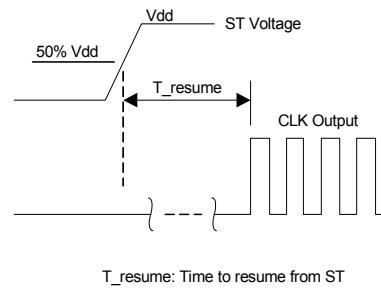 Vdd
ST Voltage
50% Vdd
T_resume
CLK Output
T_resume: Time to resume from ST